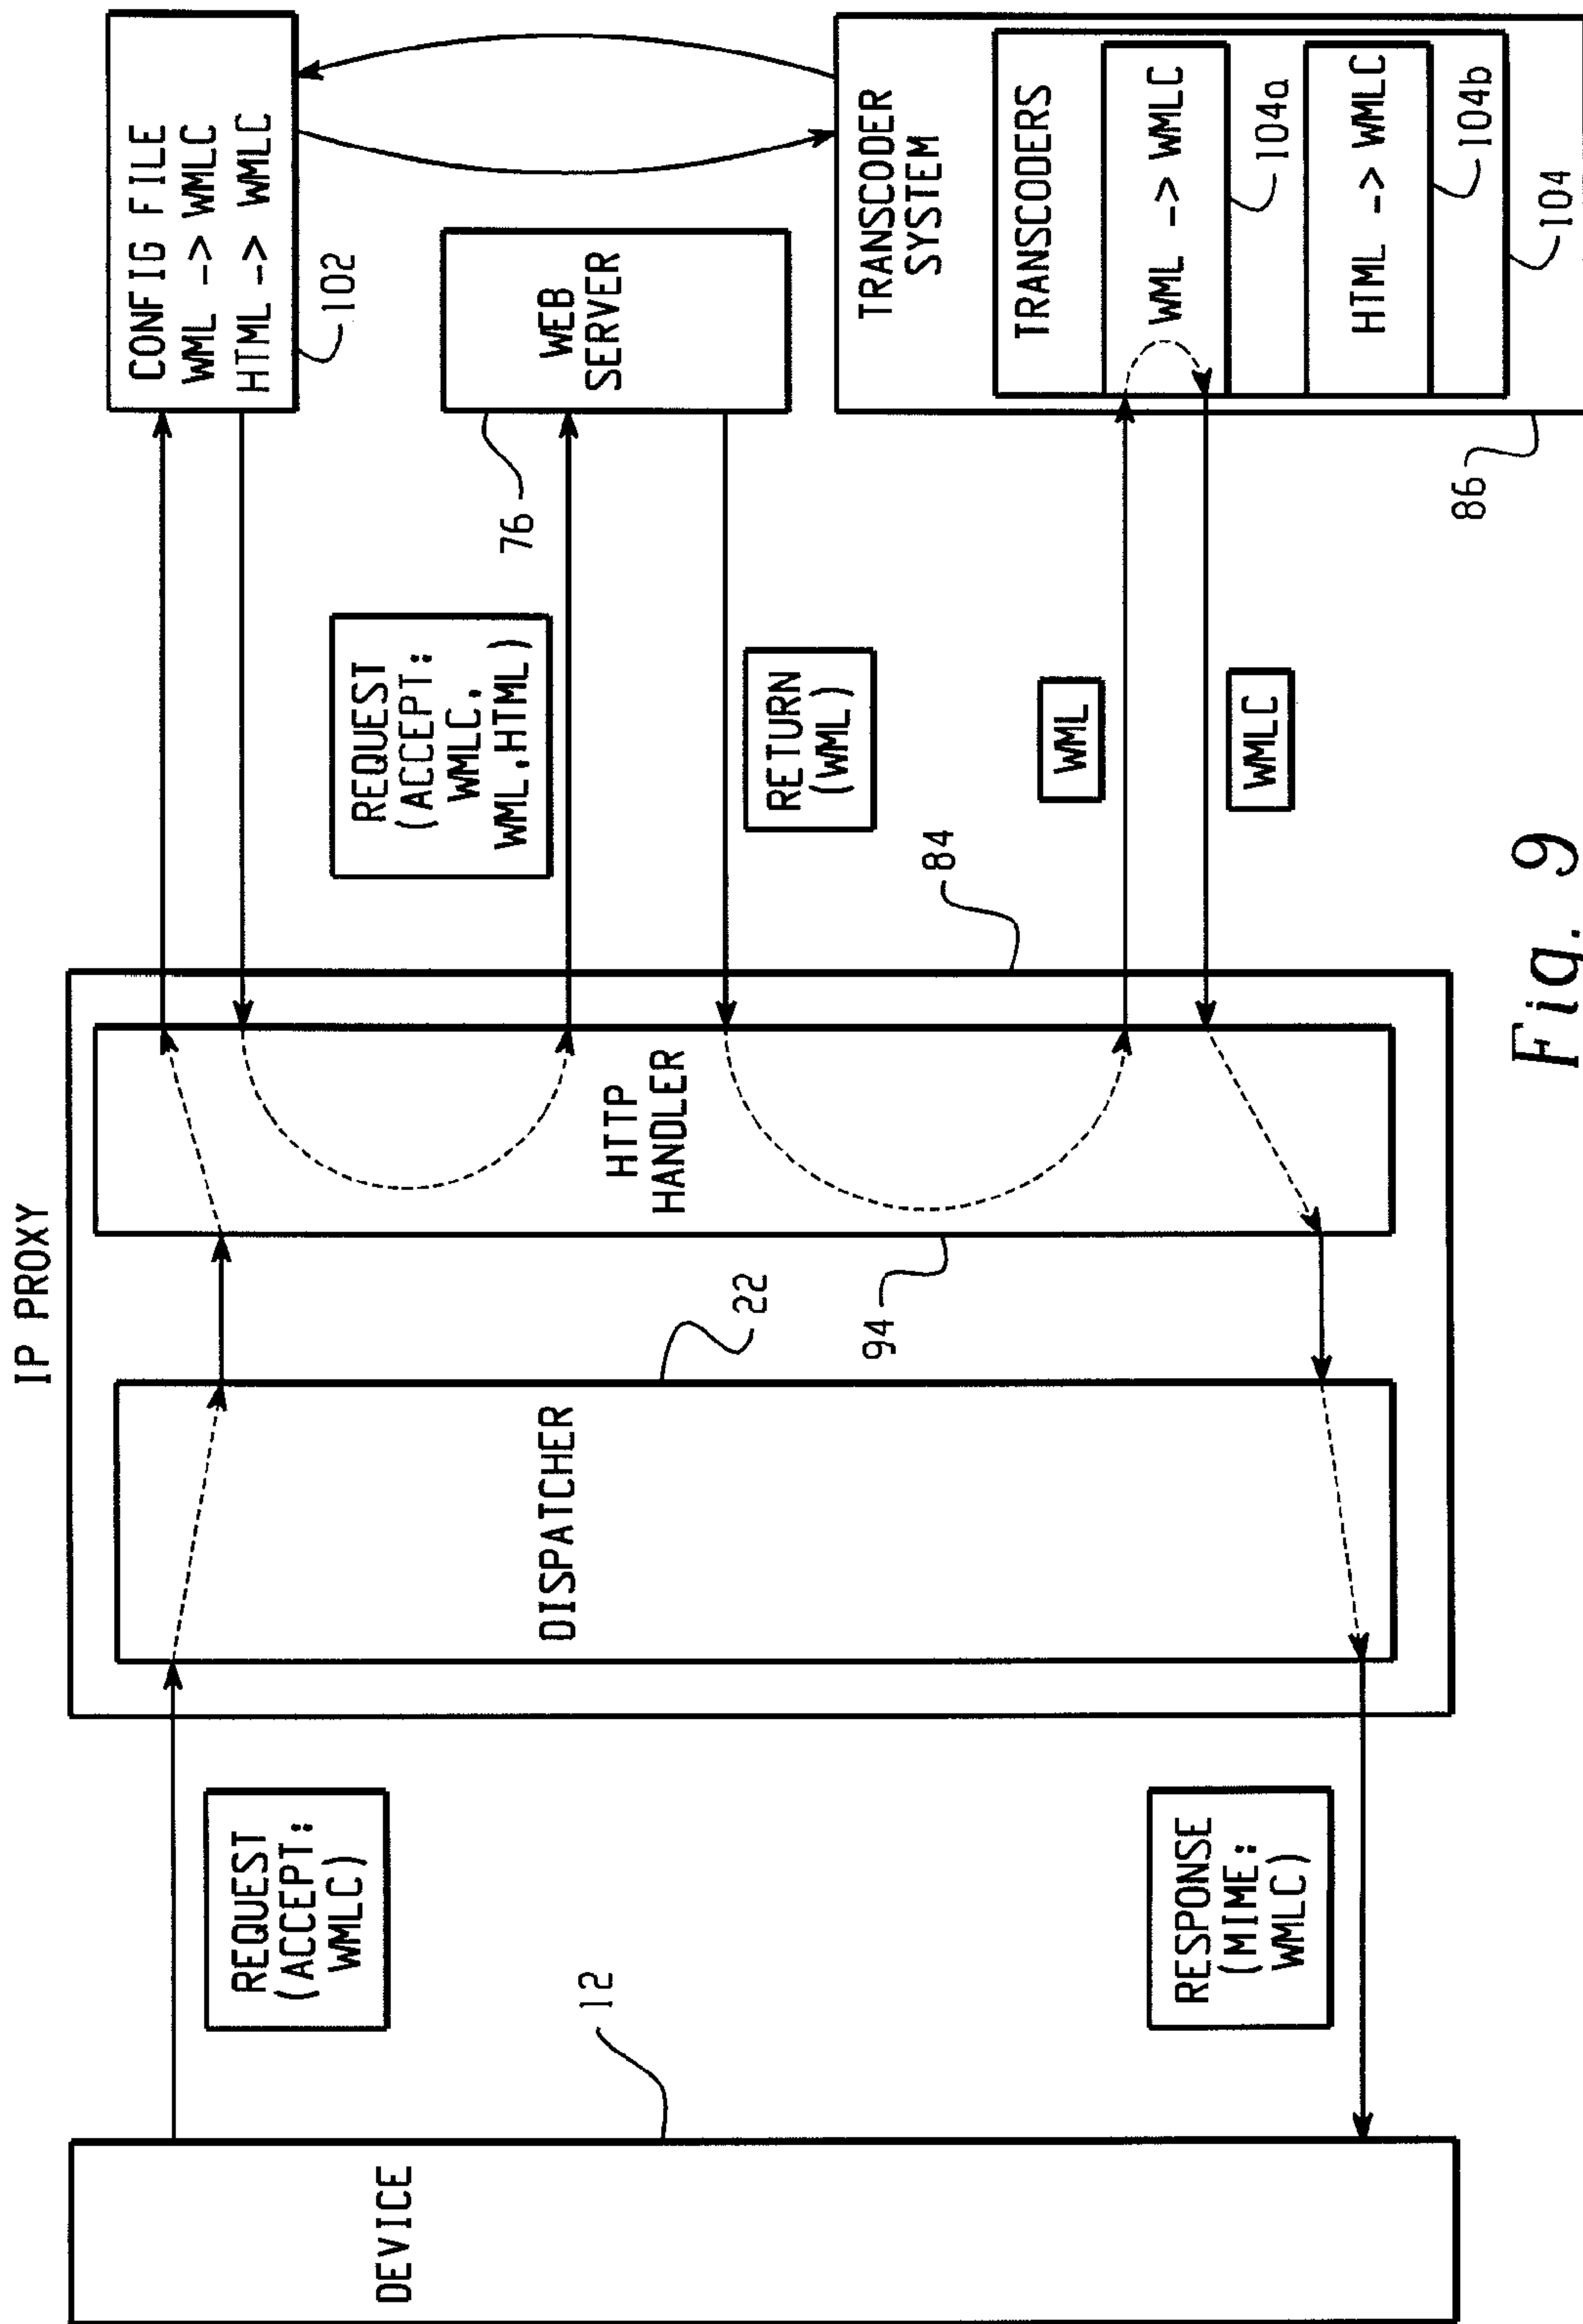 IP PROXY
DEVICE
12
REQUEST
(ACCEPT:
WMLC)
RESPONSE
(MIME:
WMLC)
DISPATCHER
22
HTTP
HANDLER
94
84
REQUEST
(ACCEPT:
WMLC,
WML,HTML)
RETURN
(WML)
WML
WMLC
CONFIG FILE
WML -> WMLC
HTML -> WMLC
102
WEB
SERVER
76
TRANSCODER
SYSTEM
TRANSCODERS
WML -> WMLC
104a
HTML -> WMLC
104b
104
86
Fig. 9